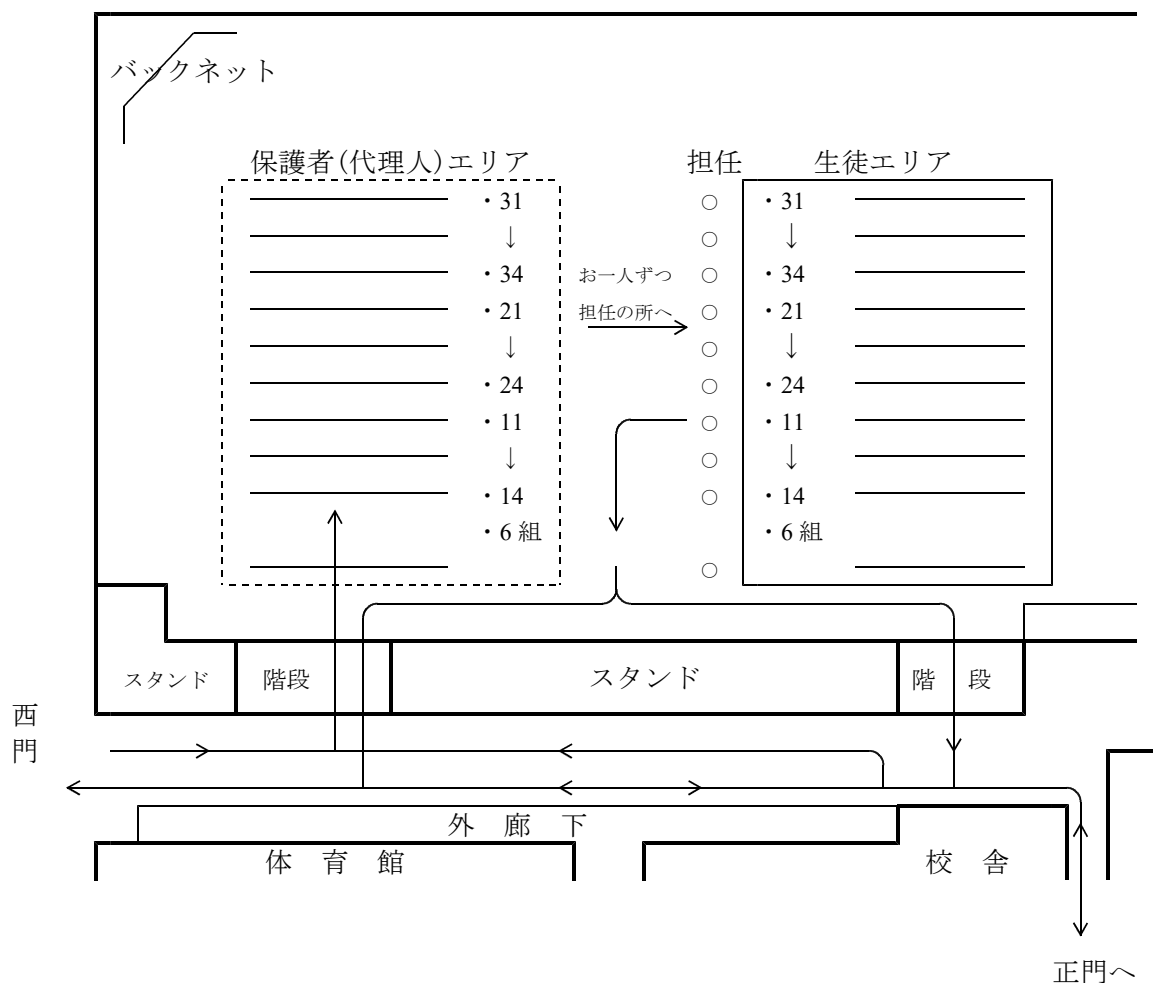 バックネット
保護者(代理人)エリア 担任 生徒エリア
・31 ○ ・31
↓ ○ ↓
・34 お一人ずつ ○ ・34
・21 担任の所へ ○ ・21
↓ ○ ↓
・24 ○ ・24
・11 ○ ・11
↓ ○ ↓
・14 ○ ・14
・6組 ・6組
○
スタンド 階段 スタンド 階 段
西
門
外 廊 下
体 育 館 校 舎
正門へ